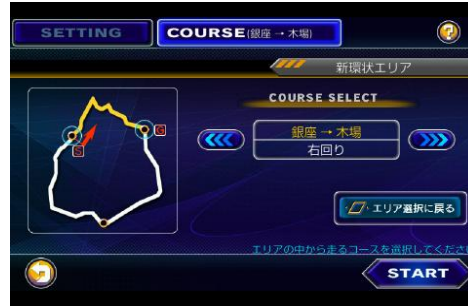 SETTING
COURSE(銀座 → 木場)
新環状エリア
COURSE SELECT
銀座 → 木場
右回り
S
G
エリア選択に戻る
エリアの中から走るコースを選択してくださ
START